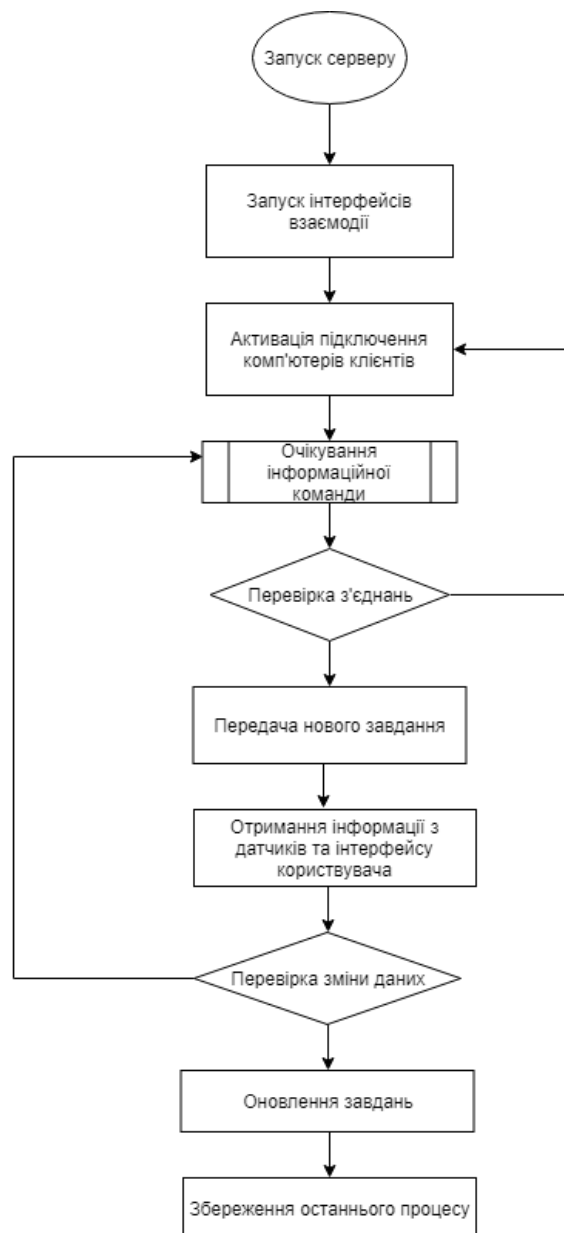 Запуск серверу
Запуск інтерфейсів
взаємодії
Активація підключення
комп'ютерів клієнтів
Очікування
інформаційної
команди
Перевірка з'єднань
Передача нового завдання
Отримання інформації з
датчиків та інтерфейсу
користвувача
Перевірка зміни даних
Оновлення завдань
Збереження останнього процесу